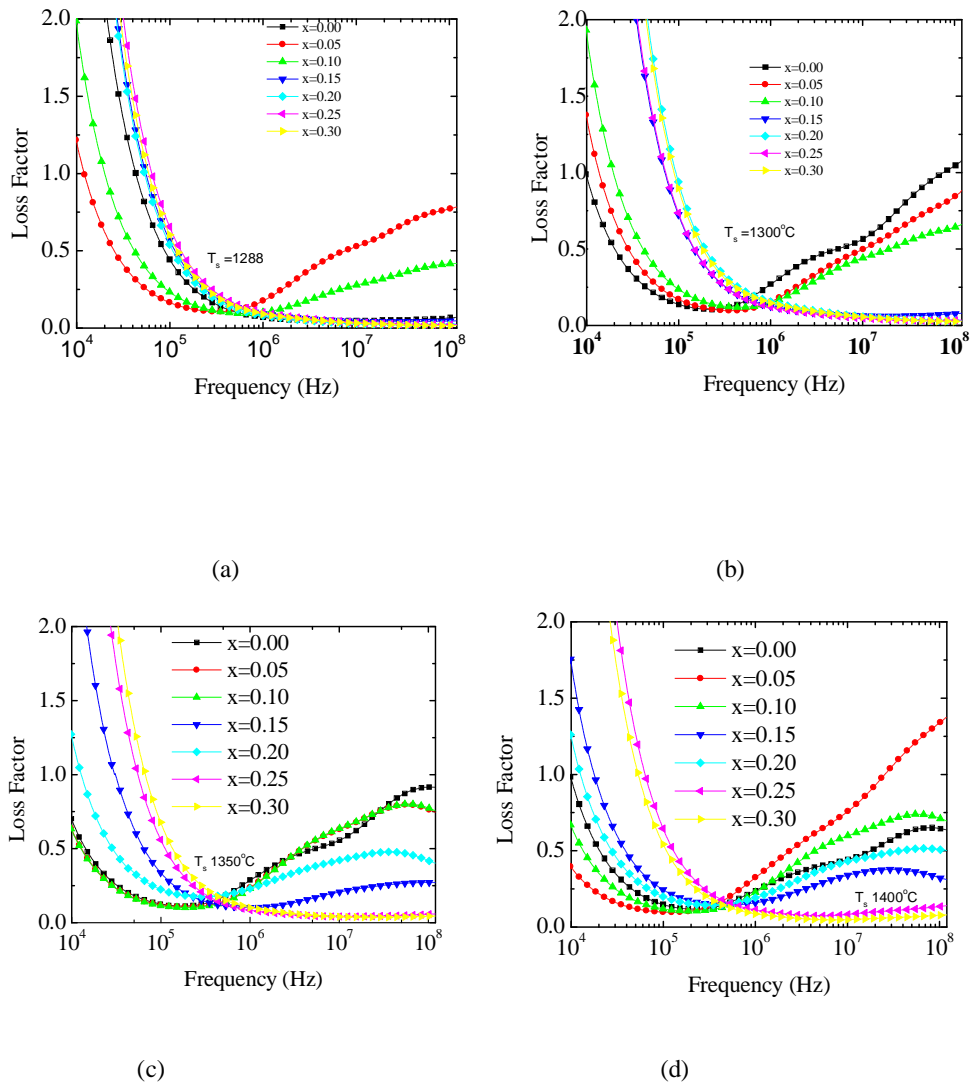 2.0
1.5
1.0
0.5
0.0
Loss Factor
x=0.00
x=0.05
x=0.10
x=0.15
x=0.20
x=0.25
x=0.30
Ts =1288
10^4 10^5 10^6 10^7 10^8
Frequency (Hz)
(a)
2.0
1.5
1.0
0.5
0.0
Loss Factor
x=0.00
x=0.05
x=0.10
x=0.15
x=0.20
x=0.25
x=0.30
Ts =1300°C
10^4 10^5 10^6 10^7 10^8
Frequency (Hz)
(b)
2.0
1.5
1.0
0.5
0.0
Loss Factor
x=0.00
x=0.05
x=0.10
x=0.15
x=0.20
x=0.25
x=0.30
Ts 1350°C
10^4 10^5 10^6 10^7 10^8
Frequency (Hz)
(c)
2.0
1.5
1.0
0.5
0.0
Loss Factor
x=0.00
x=0.05
x=0.10
x=0.15
x=0.20
x=0.25
x=0.30
Ts 1400°C
10^4 10^5 10^6 10^7 10^8
Frequency (Hz)
(d)